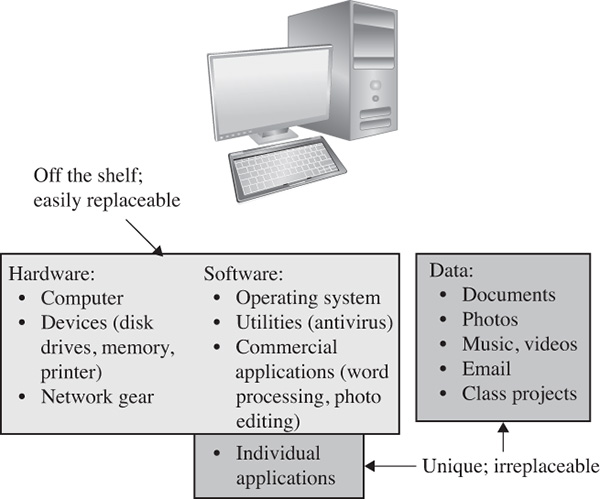 Off the shelf;
easily replaceable
Hardware:
• Computer
• Devices (disk
drives, memory,
printer)
• Network gear
Software:
• Operating system
• Utilities (antivirus)
• Commercial
applications (word
processing, photo
editing)
• Individual
applications
Data:
• Documents
• Photos
• Music, videos
• Email
• Class projects
Unique; irreplaceable